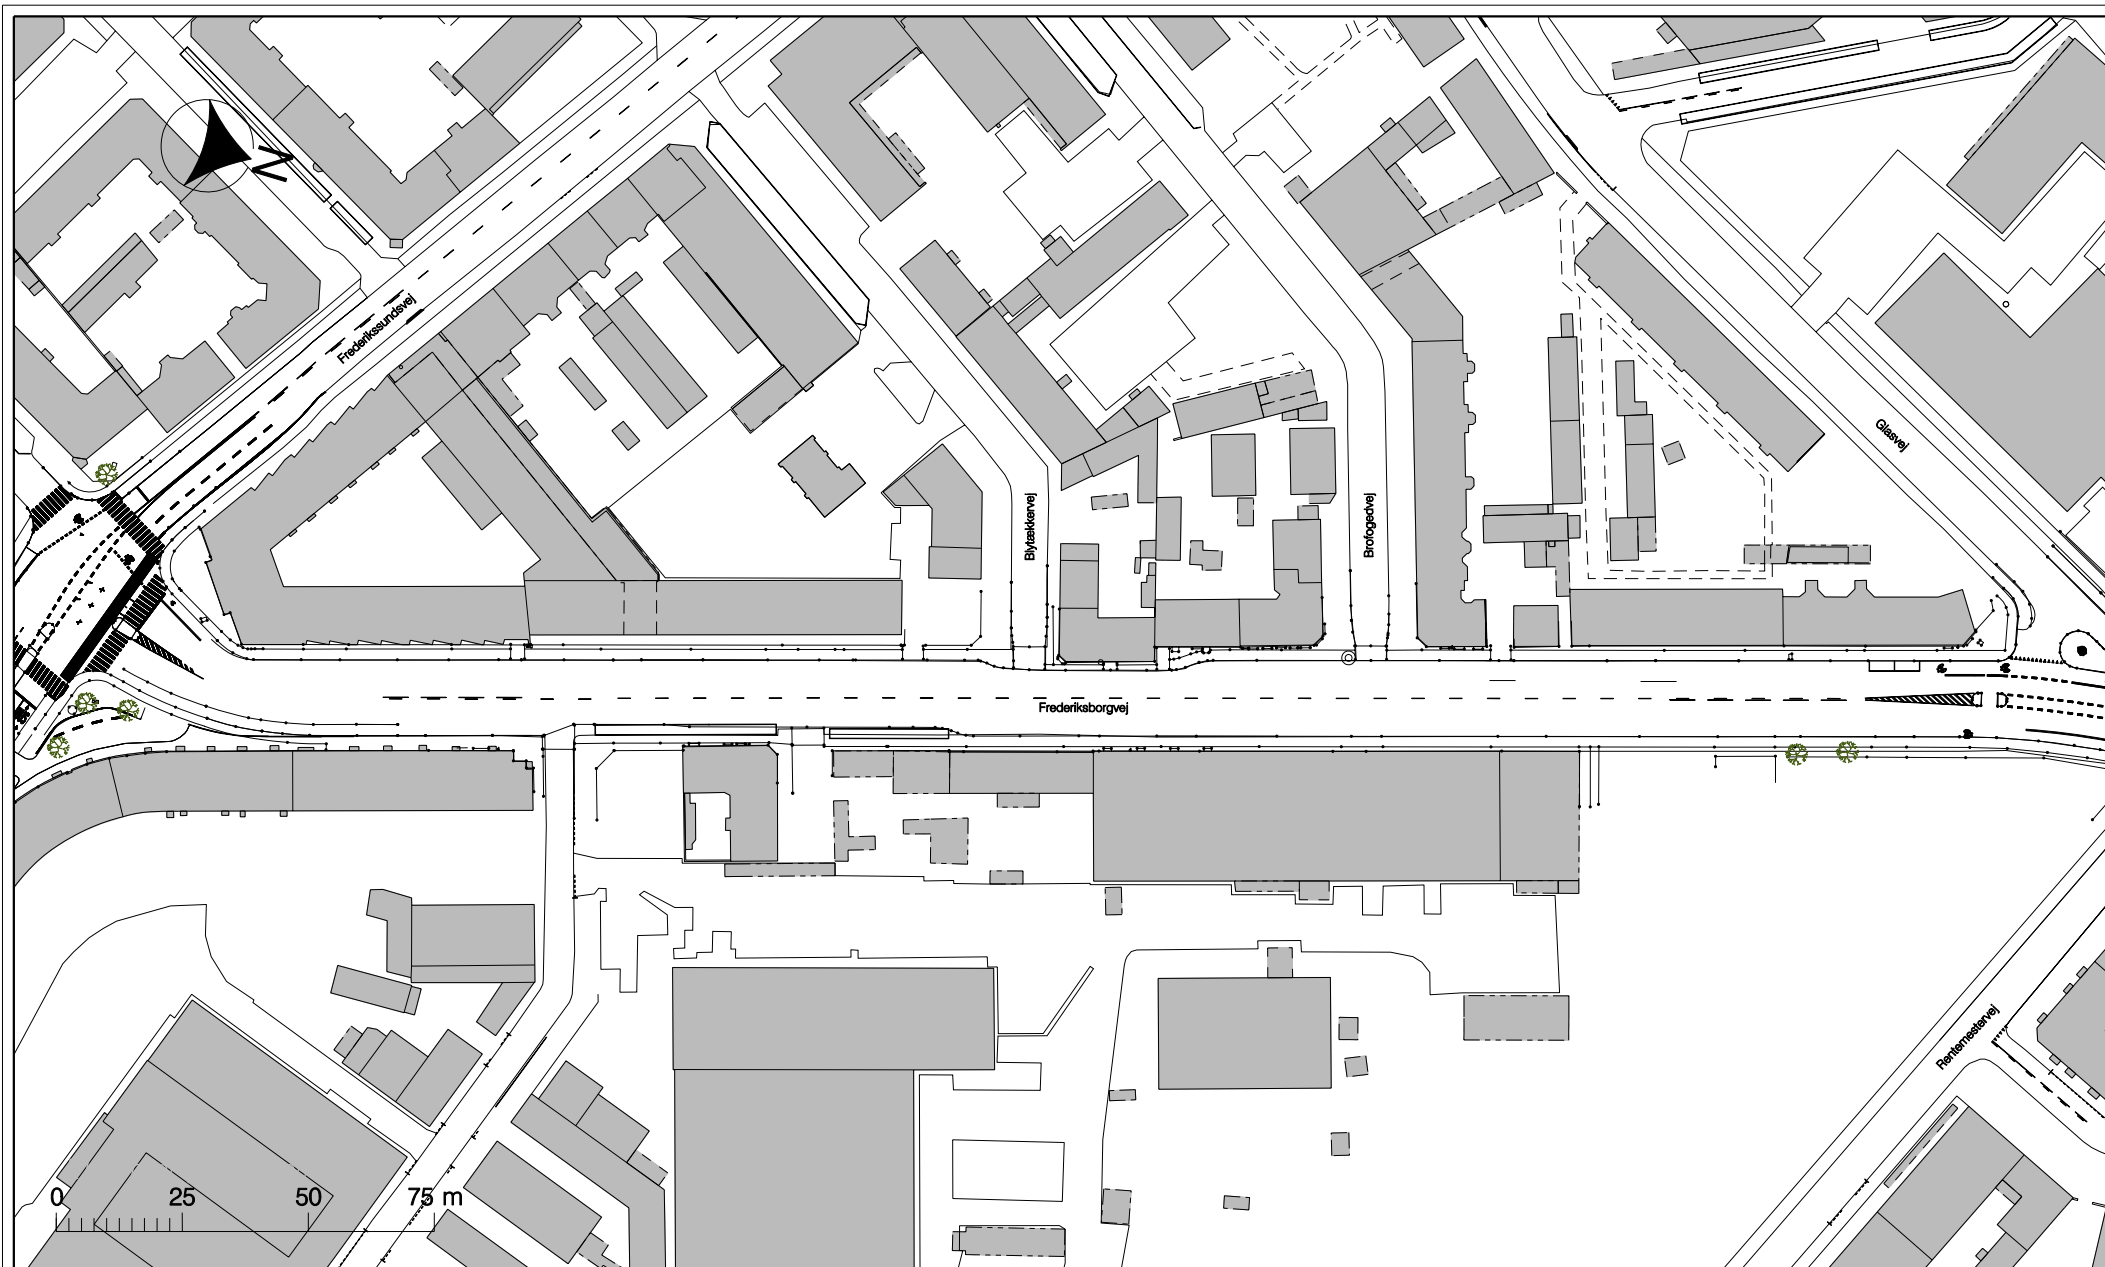 N
Frederikssundsvej
Glasvej
Blytækkervej
Brofogedvej
Frederiksborgvej
Rentemestervej
0 25 50 75 m